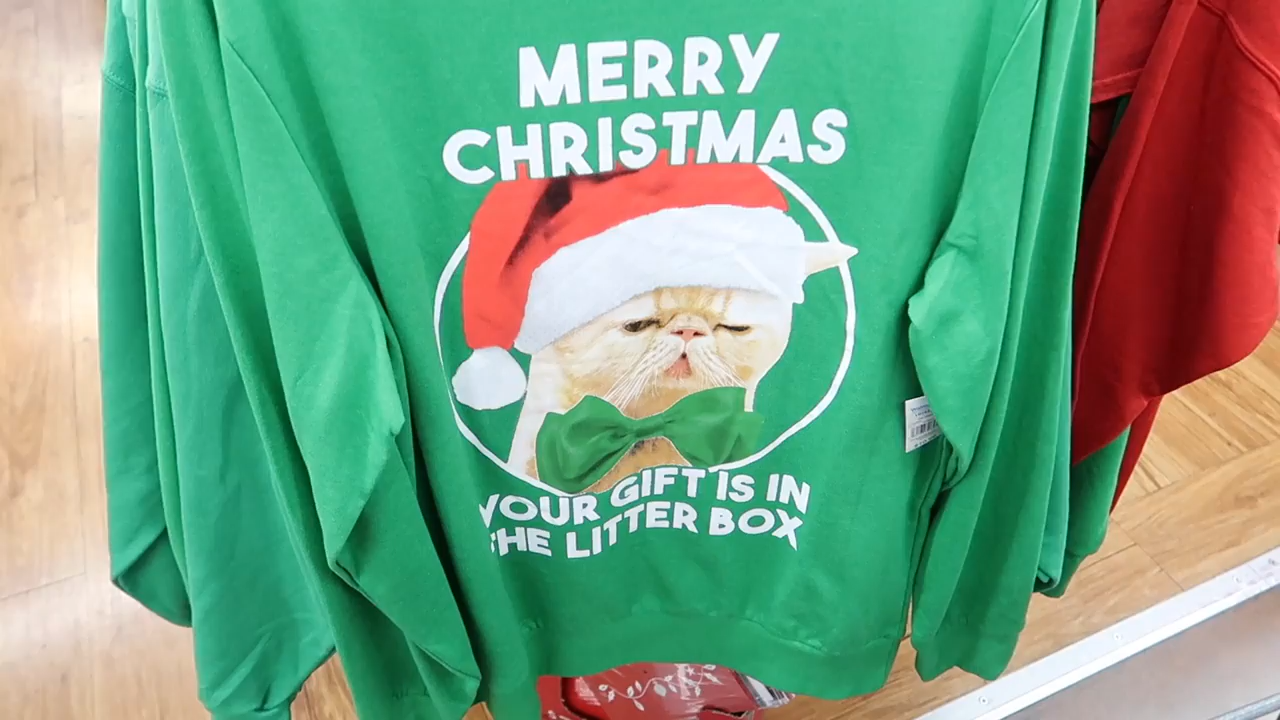 MERRY
CHRISTMAS
YOUR GIFT IS IN
THE LITTER BOX